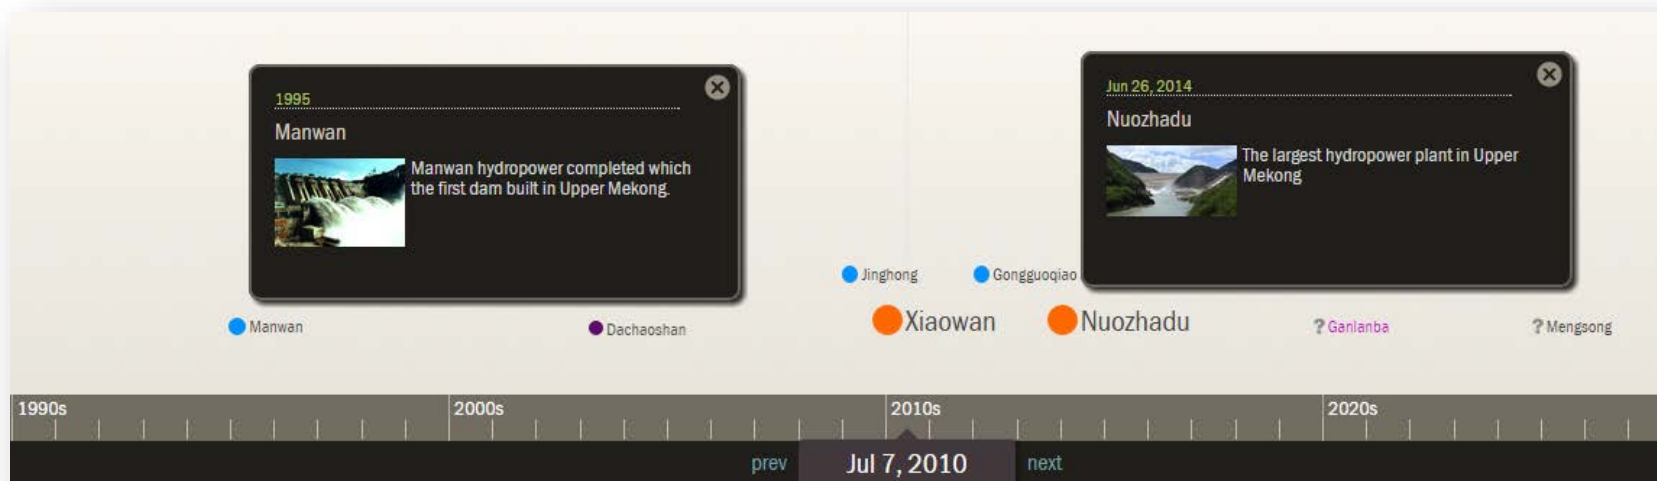 1995
Manwan
Manwan hydropower completed which
the first dam built in Upper Mekong.
Jun 26, 2014
Nuozhadu
The largest hydropower plant in Upper
Mekong
Jinghong
Gongguoqiao
Manwan
Dachaoshan
Xiaowan
Nuozhadu
? Ganlanba
? Mengsong
1990s
2000s
2010s
2020s
prev
Jul 7, 2010
next